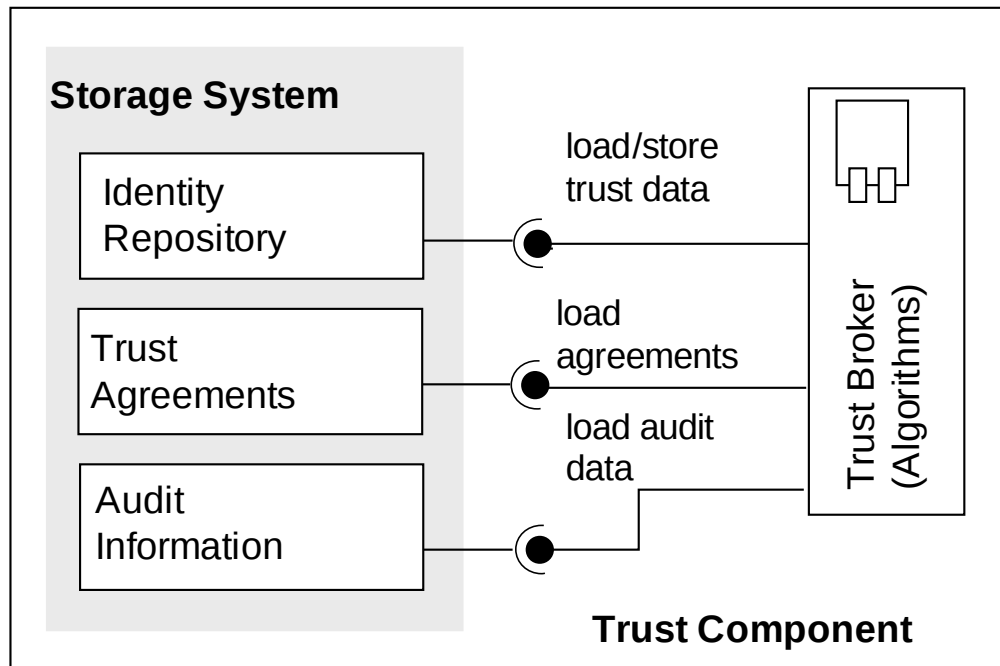 Storage System
Identity
Repository
Trust
Agreements
Audit
Information
load/store
trust data
load
agreements
load audit
data
Trust Broker
(Algorithms)
Trust Component